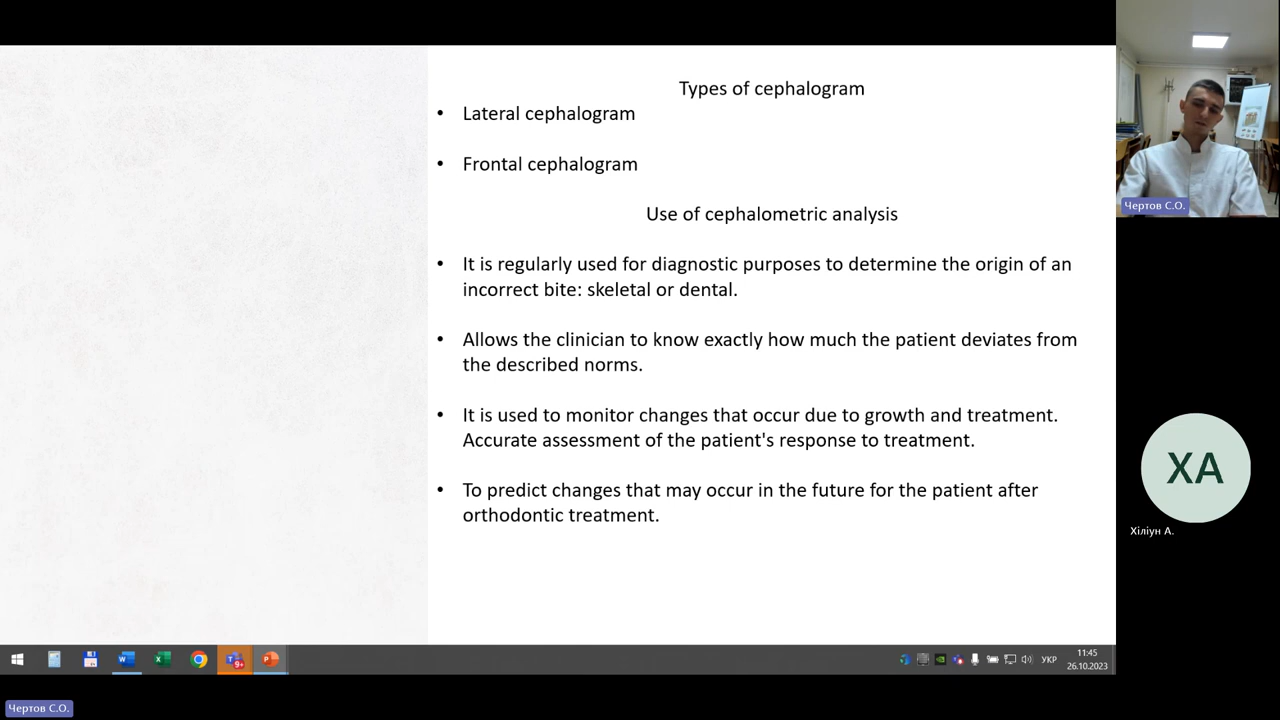 Types of cephalogram
• Lateral cephalogram
• Frontal cephalogram
Use of cephalometric analysis
• It is regularly used for diagnostic purposes to determine the origin of an
incorrect bite: skeletal or dental.
• Allows the clinician to know exactly how much the patient deviates from
the described norms.
• It is used to monitor changes that occur due to growth and treatment.
Accurate assessment of the patient's response to treatment.
• To predict changes that may occur in the future for the patient after
orthodontic treatment.
Чертов С.О.
ХА
Хіліун А.
9+
УКР
11:45
26.10.2023
Чертов С.О.